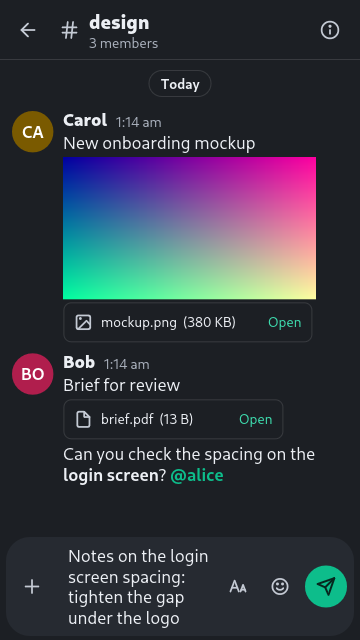 # design
3 members
Today
CA
Carol 1:14 am
New onboarding mockup
mockup.png (380 KB) Open
BO
Bob 1:14 am
Brief for review
brief.pdf (13 B) Open
Can you check the spacing on the
login screen? @alice
Notes on the login
screen spacing:
tighten the gap
under the logo
AA